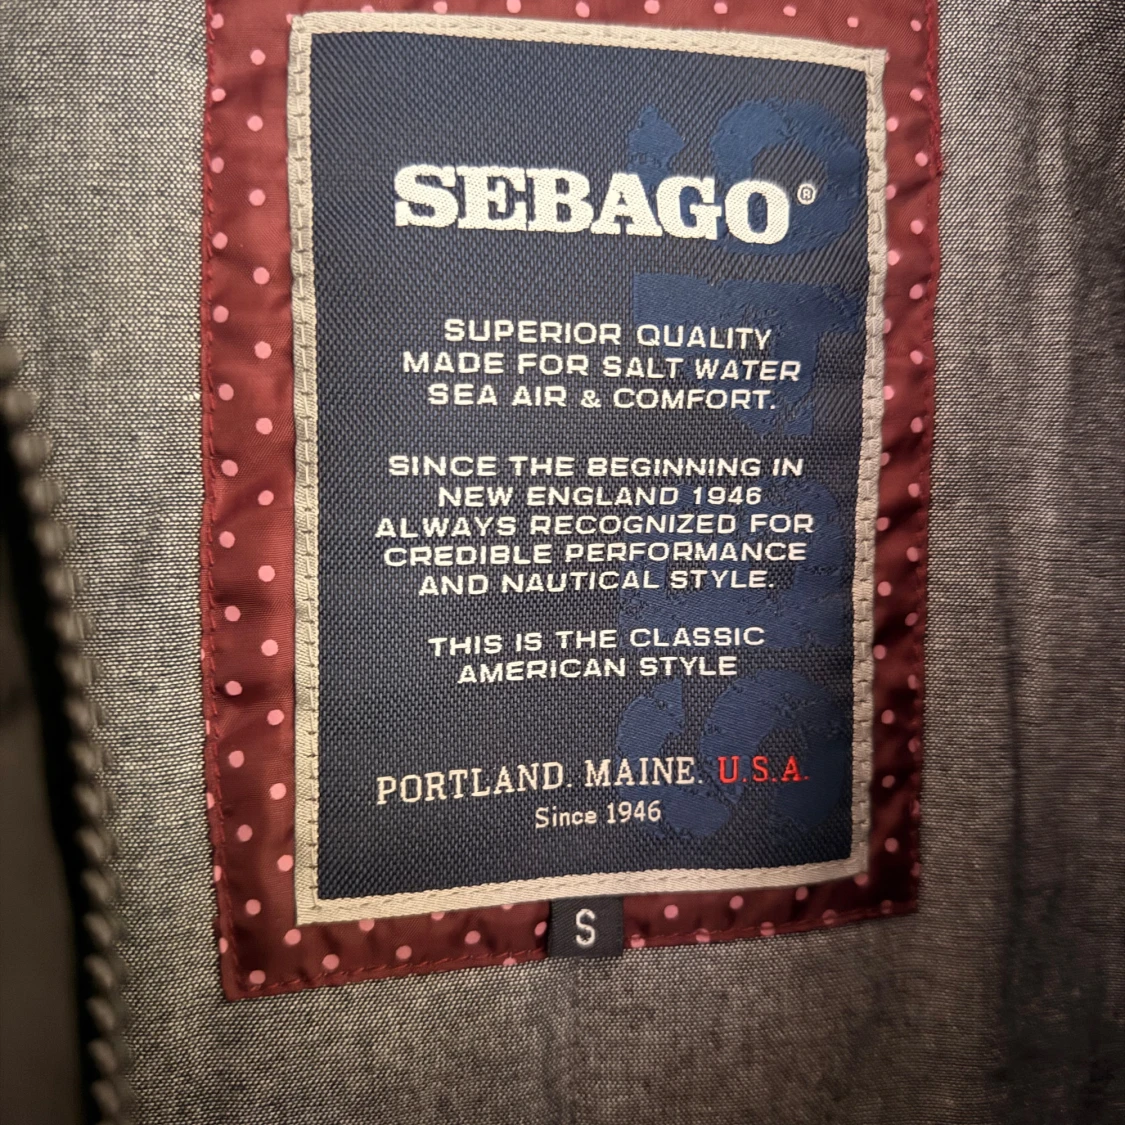 SEBAGO®
SUPERIOR QUALITY
MADE FOR SALT WATER
SEA AIR & COMFORT.
SINCE THE BEGINNING IN
NEW ENGLAND 1946
ALWAYS RECOGNIZED FOR
CREDIBLE PERFORMANCE
AND NAUTICAL STYLE.
THIS IS THE CLASSIC
AMERICAN STYLE
PORTLAND. MAINE. U.S.A.
Since 1946
S